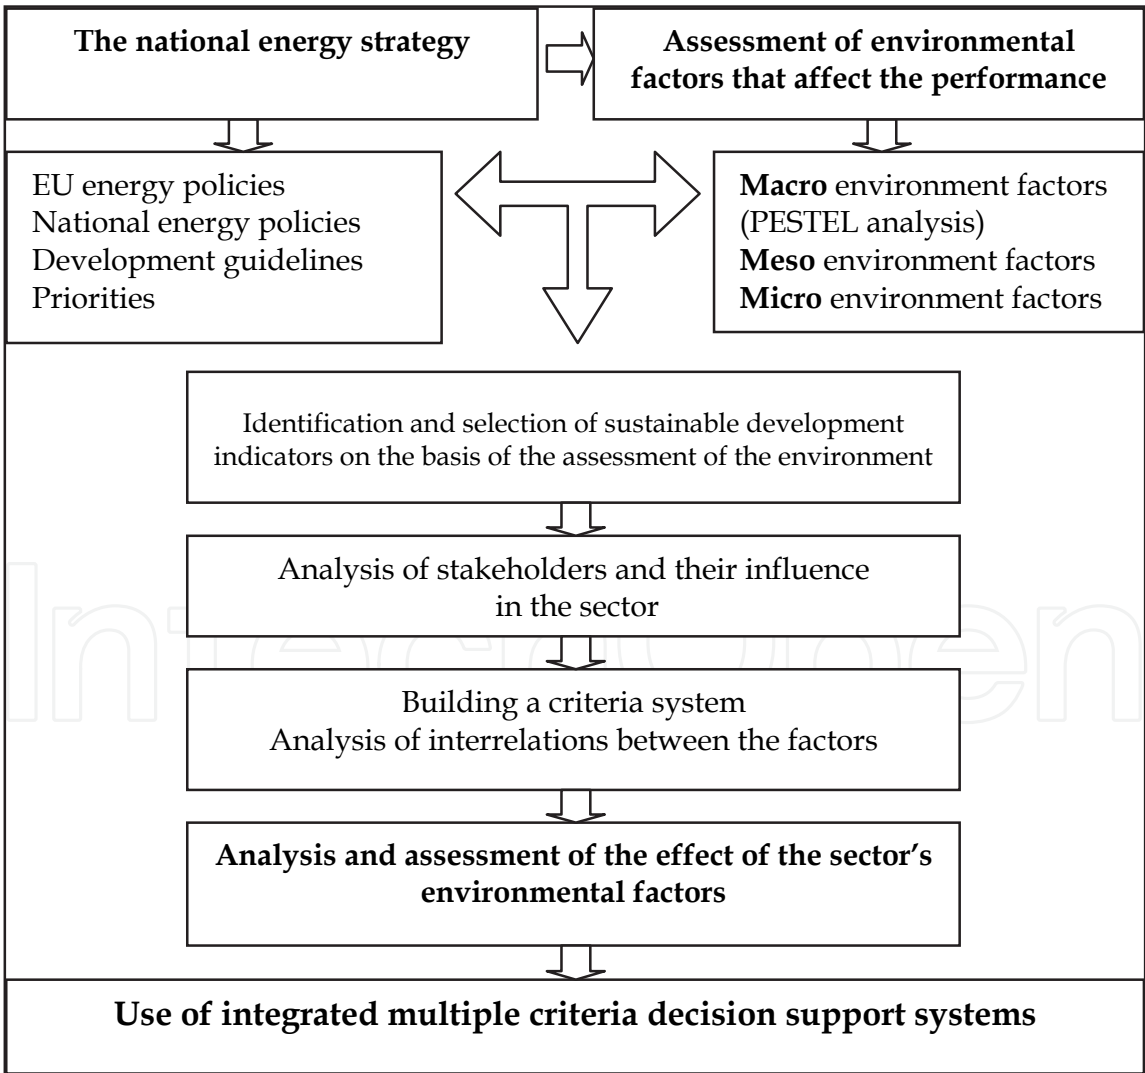 The national energy strategy
Assessment of environmental
factors that affect the performance
EU energy policies
National energy policies
Development guidelines
Priorities
Macro environment factors
(PESTEL analysis)
Meso environment factors
Micro environment factors
Identification and selection of sustainable development
indicators on the basis of the assessment of the environment
Analysis of stakeholders and their influence
in the sector
Building a criteria system
Analysis of interrelations between the factors
Analysis and assessment of the effect of the sector’s
environmental factors
Use of integrated multiple criteria decision support systems
IntechOpen